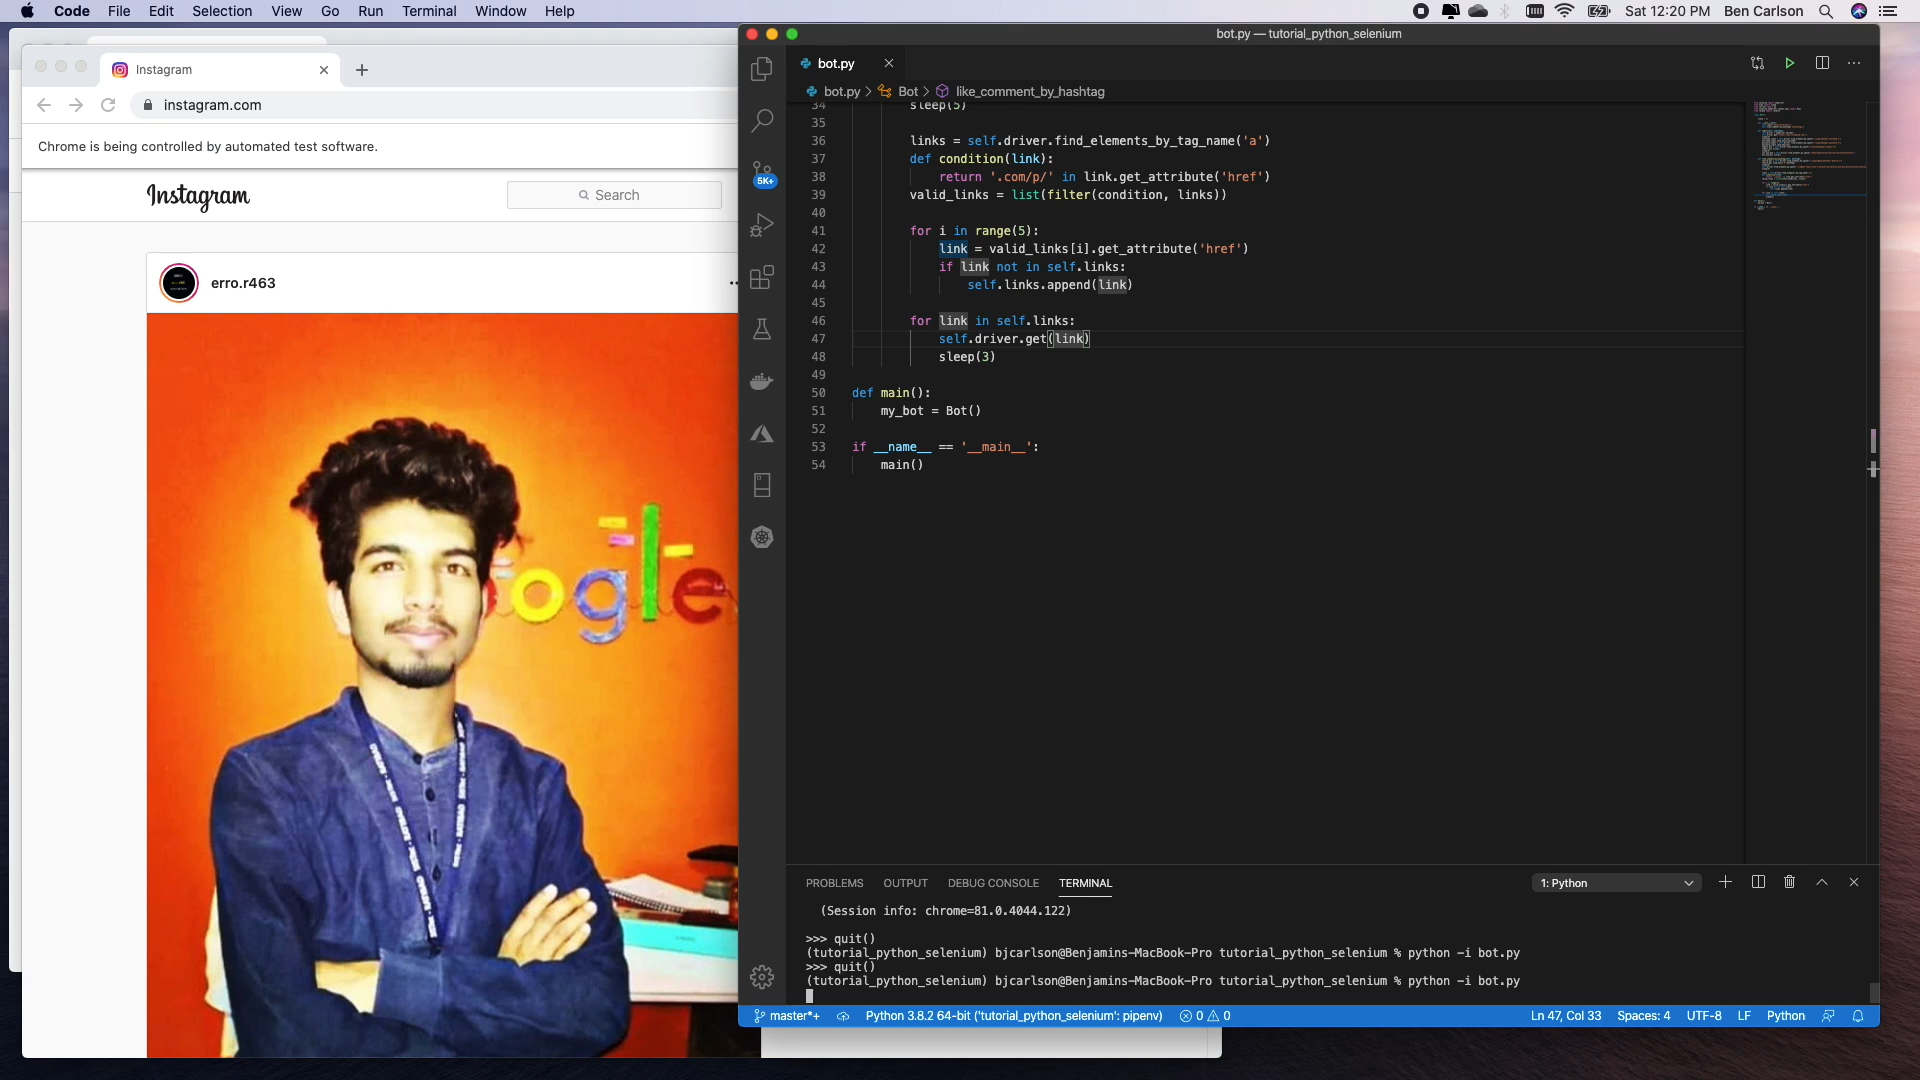 Code File Edit Selection View Go Run Terminal Window Help
Sat 12:20 PM Ben Carlson
bot.py — tutorial_python_selenium
Instagram
instagram.com
Chrome is being controlled by automated test software.
Instagram
Search
erro.r463
ogle
bot.py
bot.py > Bot > like_comment_by_hashtag
5K+
34 sleep(5)
35
36 links = self.driver.find_elements_by_tag_name('a')
37 def condition(link):
38 return '.com/p/' in link.get_attribute('href')
39 valid_links = list(filter(condition, links))
40
41 for i in range(5):
42 link = valid_links[i].get_attribute('href')
43 if link not in self.links:
44 self.links.append(link)
45
46 for link in self.links:
47 self.driver.get(link)
48 sleep(3)
49
50 def main():
51 my_bot = Bot()
52
53 if __name__ == '__main__':
54 main()
PROBLEMS OUTPUT DEBUG CONSOLE TERMINAL
1: Python
(Session info: chrome=81.0.4044.122)
>>> quit()
(tutorial_python_selenium) bjcarlson@Benjamins-MacBook-Pro tutorial_python_selenium % python -i bot.py
>>> quit()
(tutorial_python_selenium) bjcarlson@Benjamins-MacBook-Pro tutorial_python_selenium % python -i bot.py
master*+ Python 3.8.2 64-bit ('tutorial_python_selenium': pipenv) 0 0
Ln 47, Col 33 Spaces: 4 UTF-8 LF Python